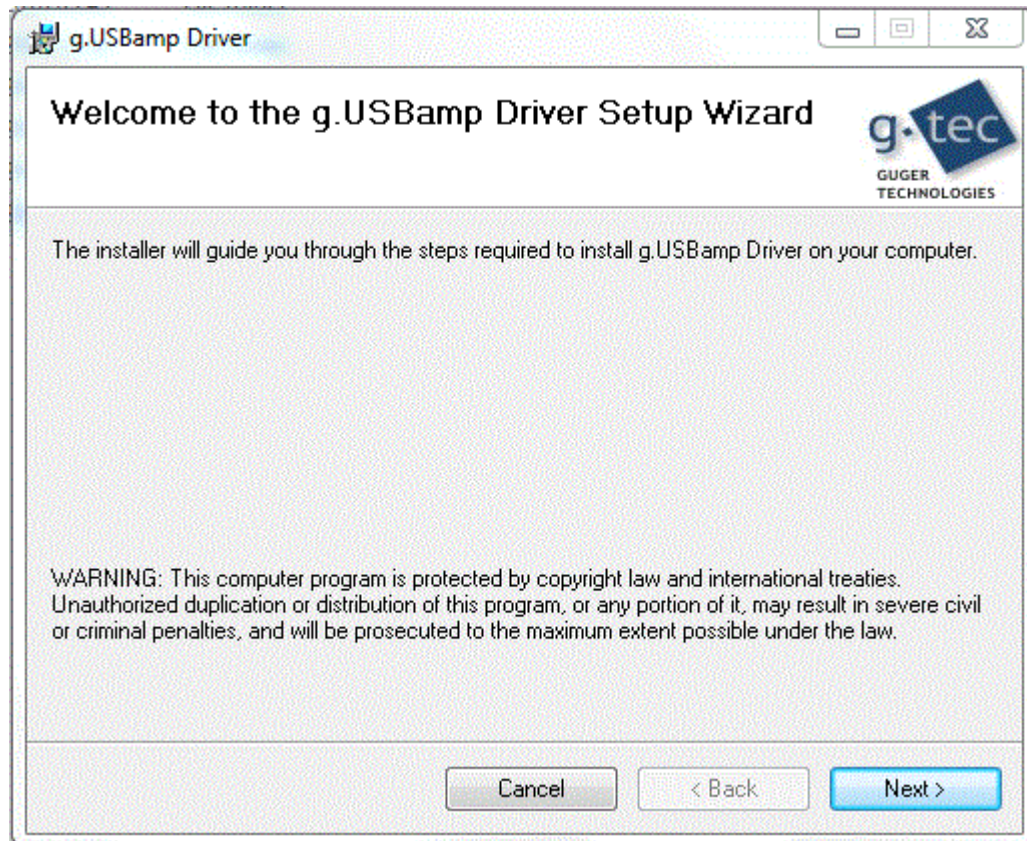 g.USBamp Driver
Welcome to the g.USBamp Driver Setup Wizard
g.tec
GUGER
TECHNOLOGIES
The installer will guide you through the steps required to install g.USBamp Driver on your computer.
WARNING: This computer program is protected by copyright law and international treaties.
Unauthorized duplication or distribution of this program, or any portion of it, may result in severe civil
or criminal penalties, and will be prosecuted to the maximum extent possible under the law.
Cancel
< Back
Next >